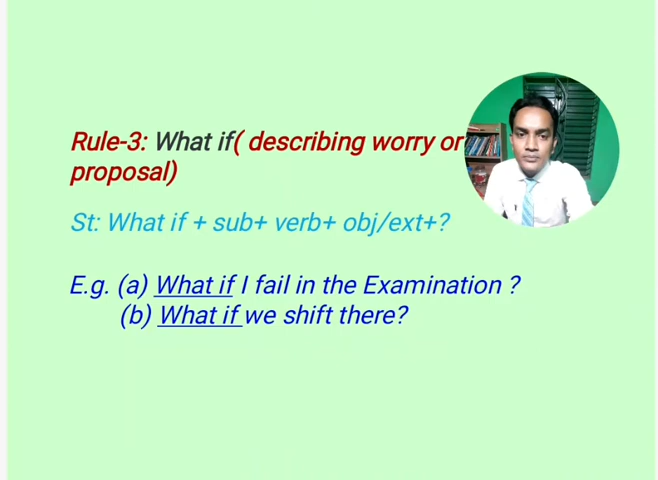 Rule-3: What if( describing worry or
proposal)
St: What if + sub+ verb+ obj/ext+?
E.g. (a) What if I fail in the Examination ?
(b) What if we shift there?